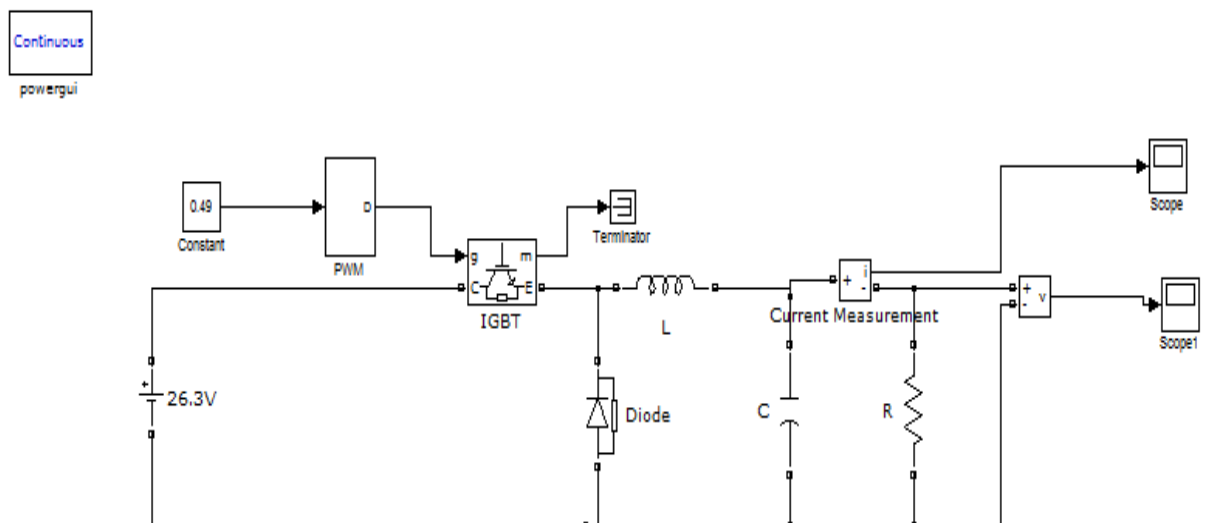 Continuous
powergui
0.49
Constant
D
PWM
g
m
C
E
IGBT
Terminator
L
+
i
-
Current Measurement
+
-
v
Scope
Scope1
+
26.3V
Diode
C
R